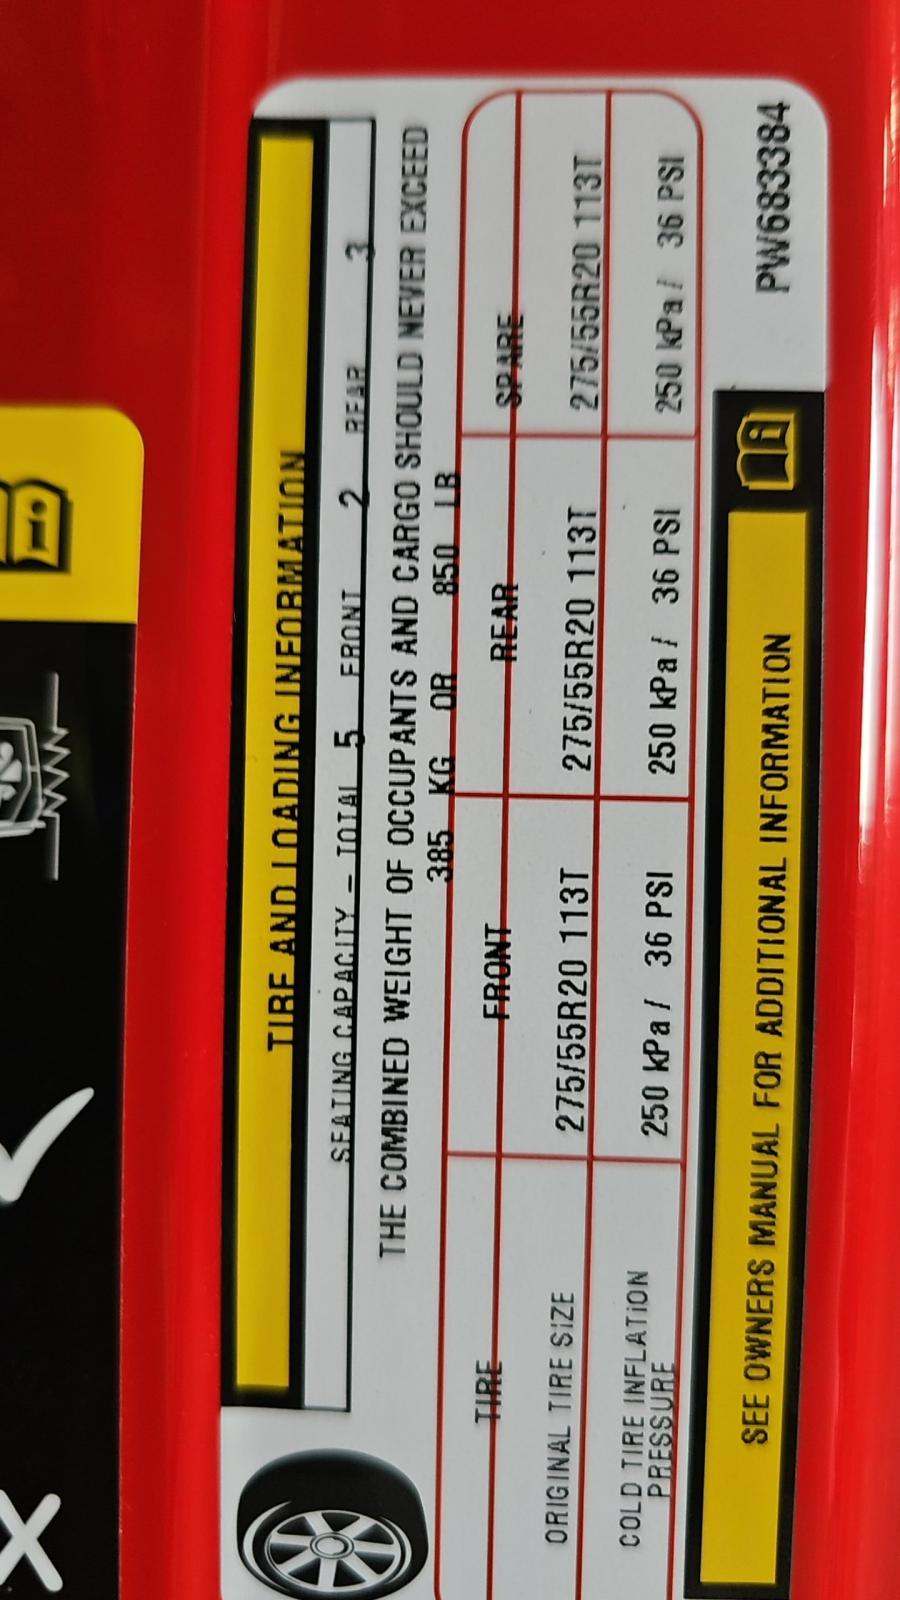 TIRE AND LOADING INFORMATION
SEATING CAPACITY - TOTAL 5 FRONT 2 REAR 3
THE COMBINED WEIGHT OF OCCUPANTS AND CARGO SHOULD NEVER EXCEED
385 KG OR 850 LB
TIRE FRONT REAR SPARE
ORIGINAL TIRE SIZE 275/55R20 113T 275/55R20 113T 275/55R20 113T
COLD TIRE INFLATION PRESSURE 250 kPa / 36 PSI 250 kPa / 36 PSI 250 kPa / 36 PSI
SEE OWNERS MANUAL FOR ADDITIONAL INFORMATION
PW683384